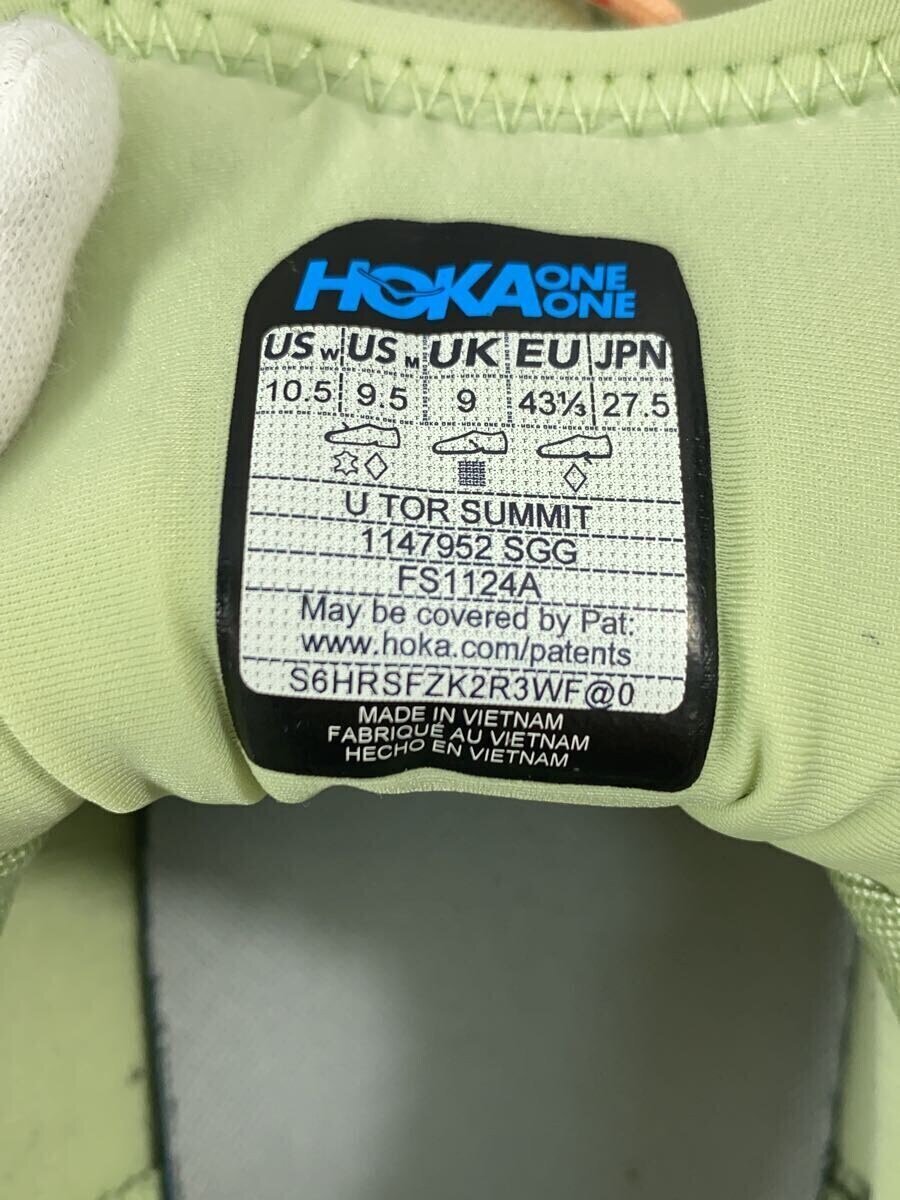 HOKA ONE ONE
US W US M UK EU JPN
10.5 9.5 9 43⅓ 27.5
U TOR SUMMIT
1147952 SGG
FS1124A
May be covered by Pat:
www.hoka.com/patents
S6HRSFZK2R3WF@0
MADE IN VIETNAM
FABRIQUÉ AU VIETNAM
HECHO EN VIETNAM